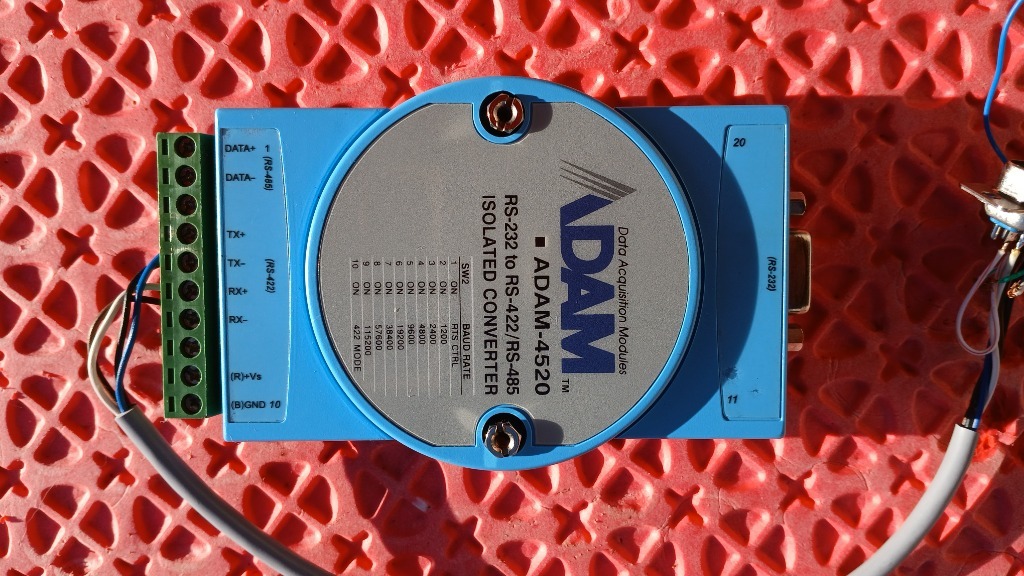 DATA+ 1
(RS-485)
DATA–
TX+
TX–
(RS-422)
RX+
RX–
(R)+Vs
(B)GND 10
Data Acquisition Modules
ADAM™
■ ADAM-4520
RS-232 to RS-422/RS-485
ISOLATED CONVERTER
SW2 BAUD RATE
1 ON RTS CTRL
2 ON 1200
3 ON 2400
4 ON 4800
5 ON 9600
6 ON 19200
7 ON 38400
8 ON 57600
9 ON 115200
10 ON 422 MODE
20
(RS-232)
11